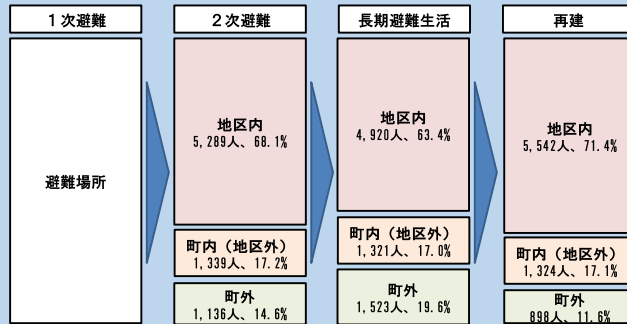 1次避難
2次避難
長期避難生活
再建
避難場所
地区内
5,289人、68.1%
町内（地区外）
1,339人、17.2%
町外
1,136人、14.6%
地区内
4,920人、63.4%
町内（地区外）
1,321人、17.0%
町外
1,523人、19.6%
地区内
5,542人、71.4%
町内（地区外）
1,324人、17.1%
町外
898人、11.6%